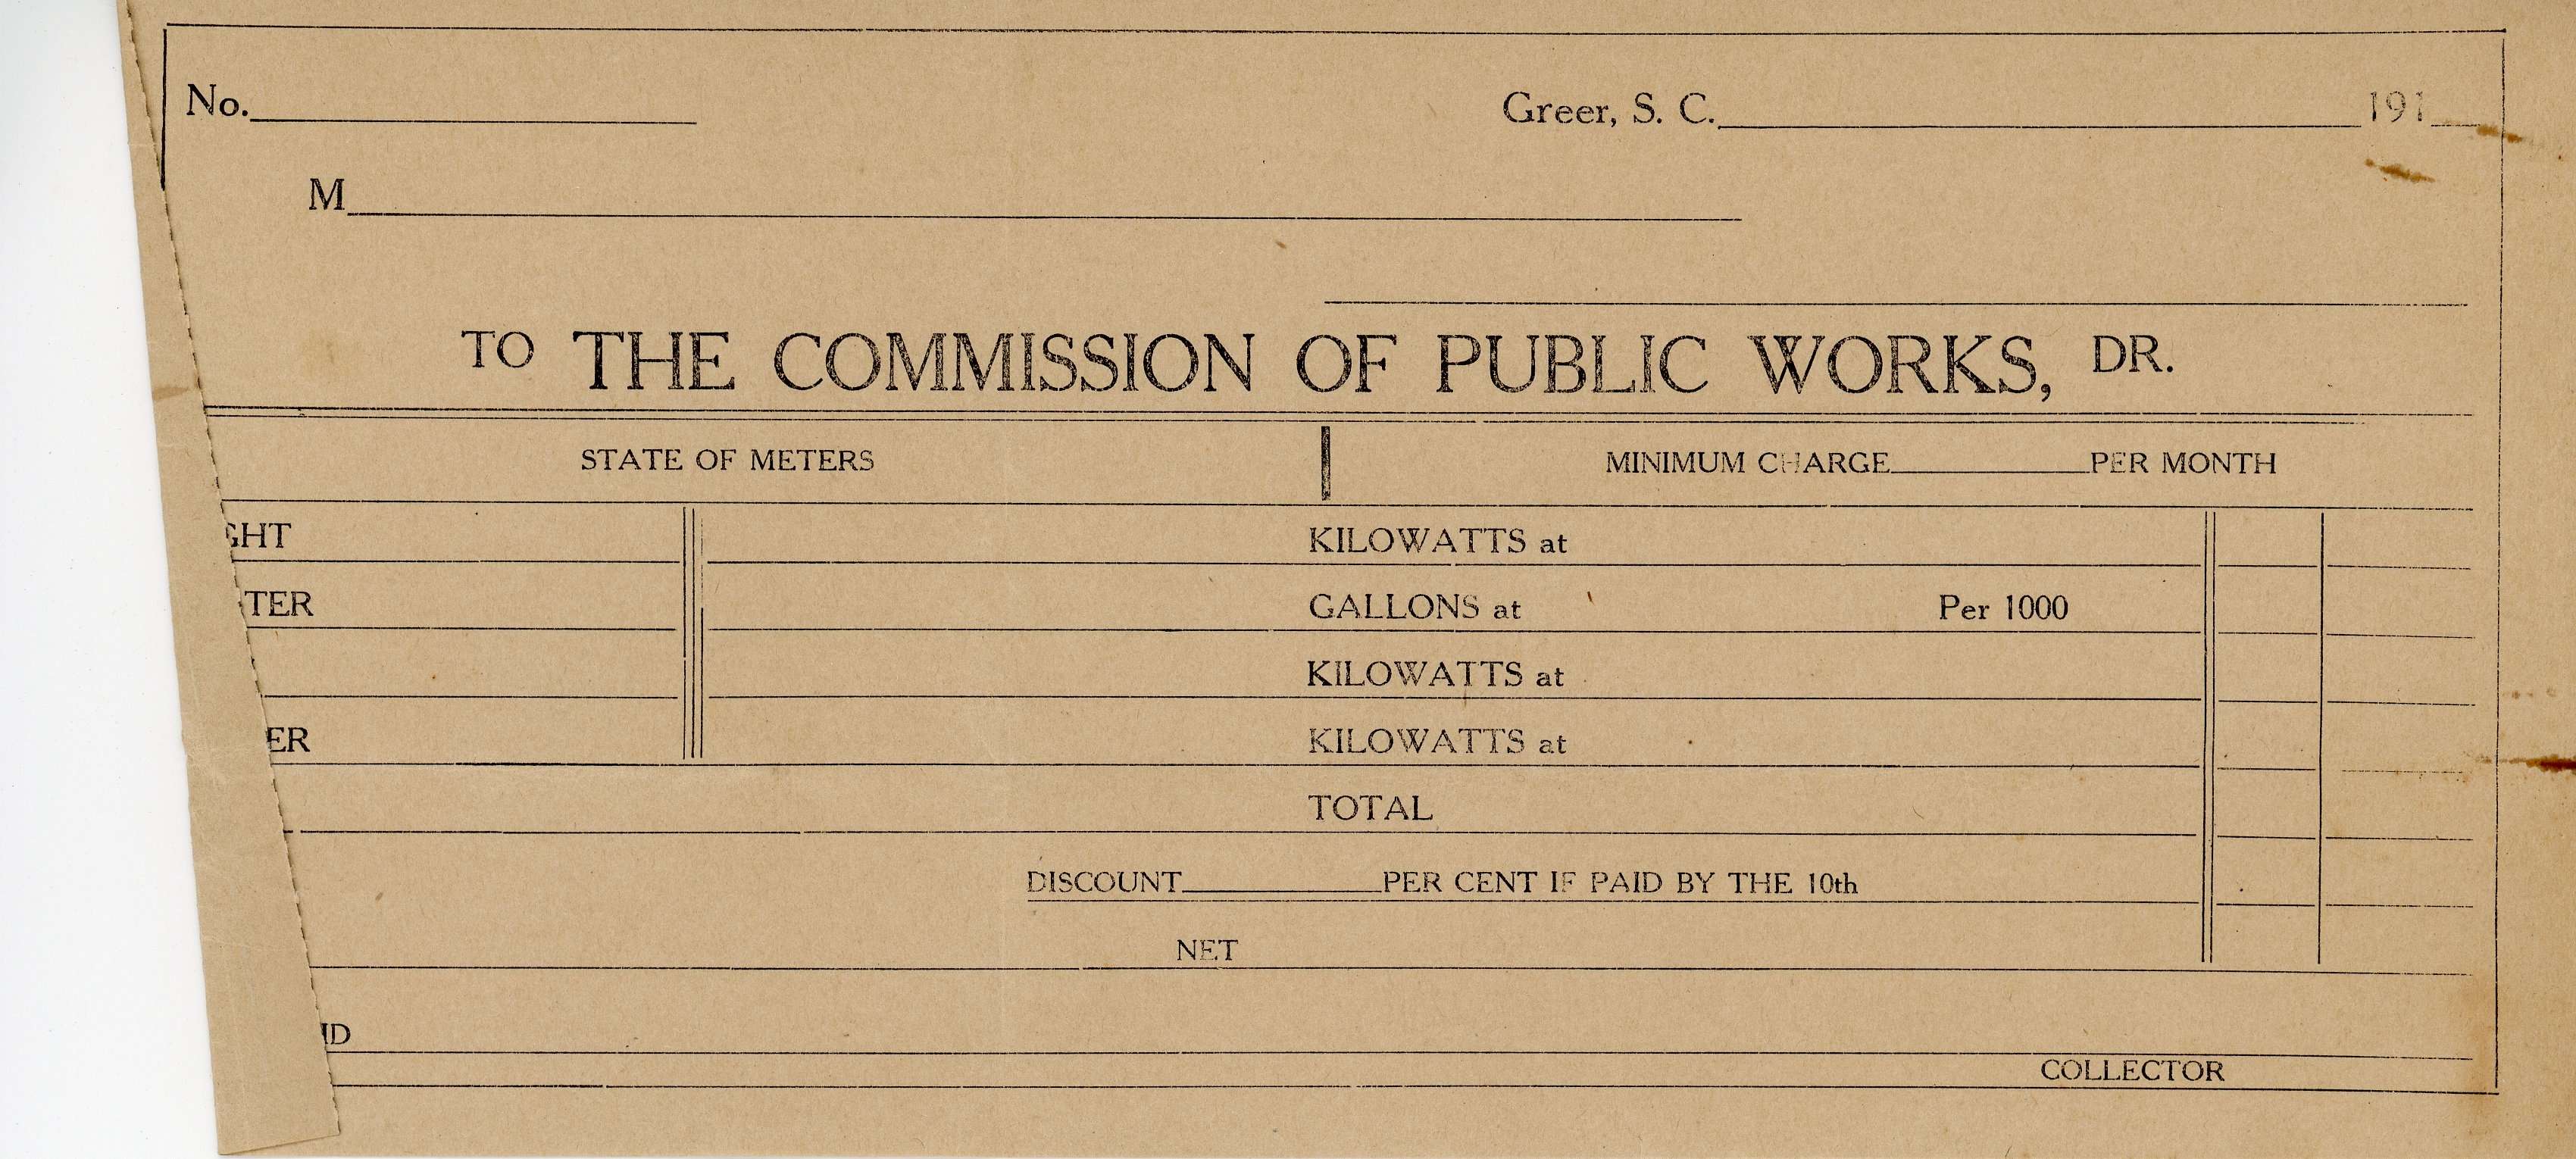 No. Greer, S. C. 191
M
TO THE COMMISSION OF PUBLIC WORKS, DR.
STATE OF METERS MINIMUM CHARGE PER MONTH
GHT KILOWATTS at
TER GALLONS at Per 1000
KILOWATTS at
ER KILOWATTS at
TOTAL
DISCOUNT PER CENT IF PAID BY THE 10th
NET
ID
COLLECTOR